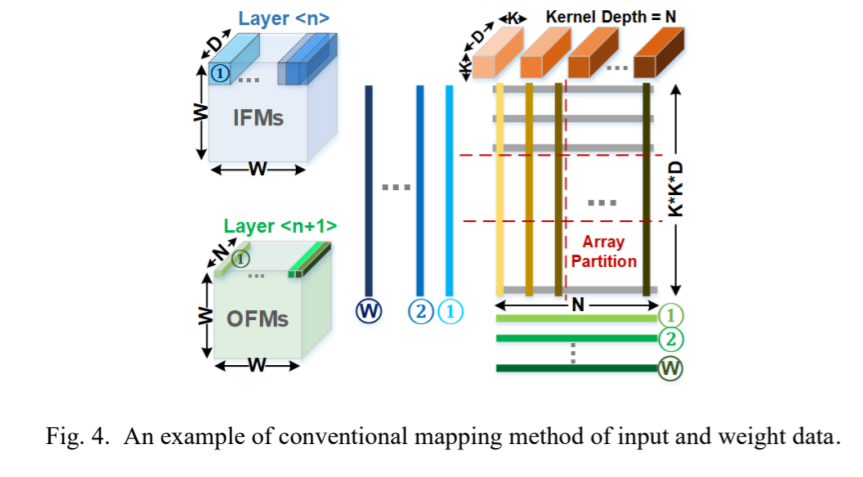 Layer <n>
D
1
...
W
IFMs
W
Layer <n+1>
N
1
...
W
OFMs
W
...
W 2 1
K Kernel Depth = N
D
K
...
...
K*K*D
Array
Partition
N
1
2
W
Fig. 4. An example of conventional mapping method of input and weight data.